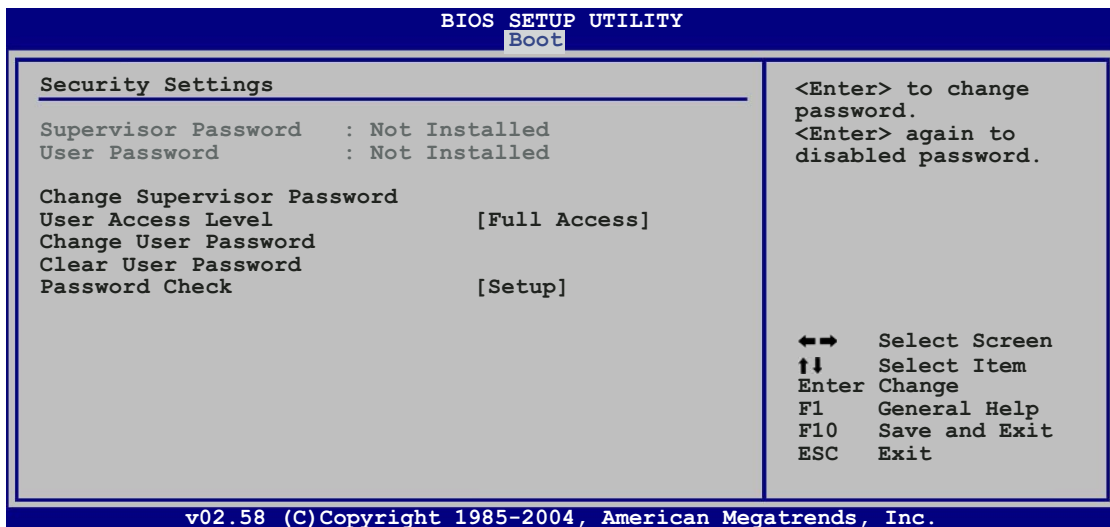 BIOS SETUP UTILITY
Boot
Security Settings
Supervisor Password : Not Installed
User Password : Not Installed
Change Supervisor Password
User Access Level [Full Access]
Change User Password
Clear User Password
Password Check [Setup]
<Enter> to change
password.
<Enter> again to
disabled password.
←→ Select Screen
↑↓ Select Item
Enter Change
F1 General Help
F10 Save and Exit
ESC Exit
v02.58 (C)Copyright 1985-2004, American Megatrends, Inc.